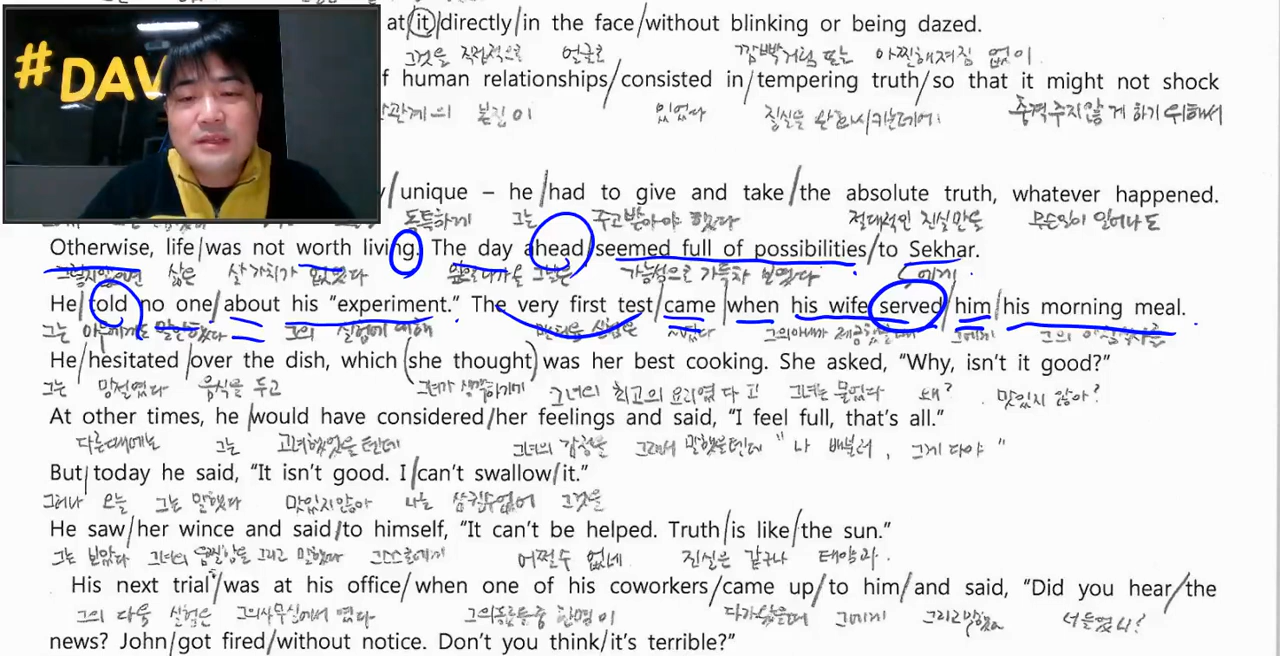 #DAV
at it/directly/in the face/without blinking or being dazed.
그것을 직접적으로 얼굴로 깜빡거림 또는 아찔해져짐 없이.
f human relationships/consisted in/tempering truth/so that it might not shock
관계의 본질이 있었다 진실을 완화시키는데에! 충격주지않게 하기위해서
/unique – he/had to give and take/the absolute truth, whatever happened.
독특하게 그는 주고받아야 했다 절대적인 진실만을 무슨일이 일어나도
Otherwise, life/was not worth living. The day ahead/seemed full of possibilities/to Sekhar.
그렇지않으면 삶은 살 가치가 없었다 그날은 가능성으로 가득차 보였다 에게
He/told no one/about his "experiment." The very first test/came/when his wife served/him/his morning meal.
그는 아무에게도 말안했다 그의 실험에 대해 그의아내가 제공했을때 그에게 그의 아침식사를
He/hesitated/over the dish, which (she thought) was her best cooking. She asked, "Why, isn't it good?"
그는 망설였다 음식을 두고 그녀가 생각하기에 그녀의 최고의 요리였다고 그녀는 물었다 왜? 맛있지 않아?
At other times, he/would have considered/her feelings and said, "I feel full, that's all."
다른때에는 그는 고려했었을텐데 그녀의 감정을 그래서 말했을텐데 "나 배불러, 그게 다야"
But/today he said, "It isn't good. I/can't swallow/it."
그러나 오늘 그는 말했다 맛있지않아 나는 삼킬수없어 그것을
He saw/her wince and said/to himself, "It can't be helped. Truth/is like/the sun."
그는 보았다 그녀의 움찔함을 그리고 말했다 그스스로에게 어쩔수 없네 진실은 같구나 태양과.
His next trial/was at his office/when one of his coworkers/came up/to him/and said, "Did you hear/the
그의 다음 실험은 그의사무실에서 였다 그의동료들중 한명이 다가왔을때 그에게 그리고말했다 너들었니?
news? John/got fired/without notice. Don't you think/it's terrible?"